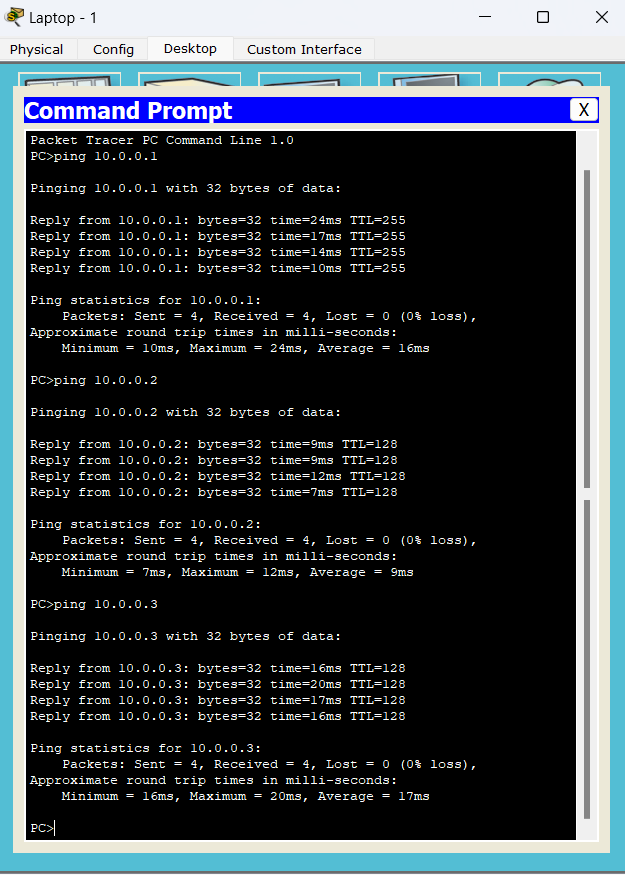 Laptop - 1
Physical Config Desktop Custom Interface
Command Prompt X
Packet Tracer PC Command Line 1.0
PC>ping 10.0.0.1
Pinging 10.0.0.1 with 32 bytes of data:
Reply from 10.0.0.1: bytes=32 time=24ms TTL=255
Reply from 10.0.0.1: bytes=32 time=17ms TTL=255
Reply from 10.0.0.1: bytes=32 time=14ms TTL=255
Reply from 10.0.0.1: bytes=32 time=10ms TTL=255
Ping statistics for 10.0.0.1:
Packets: Sent = 4, Received = 4, Lost = 0 (0% loss),
Approximate round trip times in milli-seconds:
Minimum = 10ms, Maximum = 24ms, Average = 16ms
PC>ping 10.0.0.2
Pinging 10.0.0.2 with 32 bytes of data:
Reply from 10.0.0.2: bytes=32 time=9ms TTL=128
Reply from 10.0.0.2: bytes=32 time=9ms TTL=128
Reply from 10.0.0.2: bytes=32 time=12ms TTL=128
Reply from 10.0.0.2: bytes=32 time=7ms TTL=128
Ping statistics for 10.0.0.2:
Packets: Sent = 4, Received = 4, Lost = 0 (0% loss),
Approximate round trip times in milli-seconds:
Minimum = 7ms, Maximum = 12ms, Average = 9ms
PC>ping 10.0.0.3
Pinging 10.0.0.3 with 32 bytes of data:
Reply from 10.0.0.3: bytes=32 time=16ms TTL=128
Reply from 10.0.0.3: bytes=32 time=20ms TTL=128
Reply from 10.0.0.3: bytes=32 time=17ms TTL=128
Reply from 10.0.0.3: bytes=32 time=16ms TTL=128
Ping statistics for 10.0.0.3:
Packets: Sent = 4, Received = 4, Lost = 0 (0% loss),
Approximate round trip times in milli-seconds:
Minimum = 16ms, Maximum = 20ms, Average = 17ms
PC>